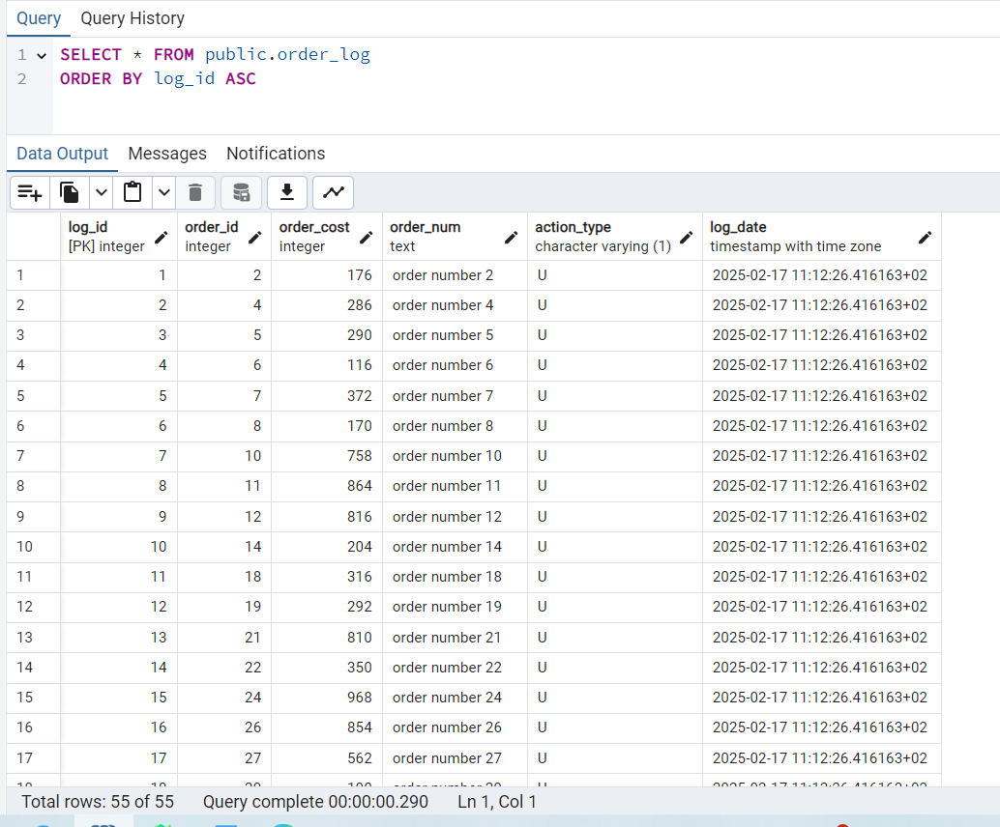 Query Query History
1 SELECT * FROM public.order_log
2 ORDER BY log_id ASC
Data Output Messages Notifications
log_id order_id order_cost order_num action_type log_date
[PK] integer integer integer text character varying (1) timestamp with time zone
1 1 2 176 order number 2 U 2025-02-17 11:12:26.416163+02
2 2 4 286 order number 4 U 2025-02-17 11:12:26.416163+02
3 3 5 290 order number 5 U 2025-02-17 11:12:26.416163+02
4 4 6 116 order number 6 U 2025-02-17 11:12:26.416163+02
5 5 7 372 order number 7 U 2025-02-17 11:12:26.416163+02
6 6 8 170 order number 8 U 2025-02-17 11:12:26.416163+02
7 7 10 758 order number 10 U 2025-02-17 11:12:26.416163+02
8 8 11 864 order number 11 U 2025-02-17 11:12:26.416163+02
9 9 12 816 order number 12 U 2025-02-17 11:12:26.416163+02
10 10 14 204 order number 14 U 2025-02-17 11:12:26.416163+02
11 11 18 316 order number 18 U 2025-02-17 11:12:26.416163+02
12 12 19 292 order number 19 U 2025-02-17 11:12:26.416163+02
13 13 21 810 order number 21 U 2025-02-17 11:12:26.416163+02
14 14 22 350 order number 22 U 2025-02-17 11:12:26.416163+02
15 15 24 968 order number 24 U 2025-02-17 11:12:26.416163+02
16 16 26 854 order number 26 U 2025-02-17 11:12:26.416163+02
17 17 27 562 order number 27 U 2025-02-17 11:12:26.416163+02
Total rows: 55 of 55 Query complete 00:00:00.290 Ln 1, Col 1